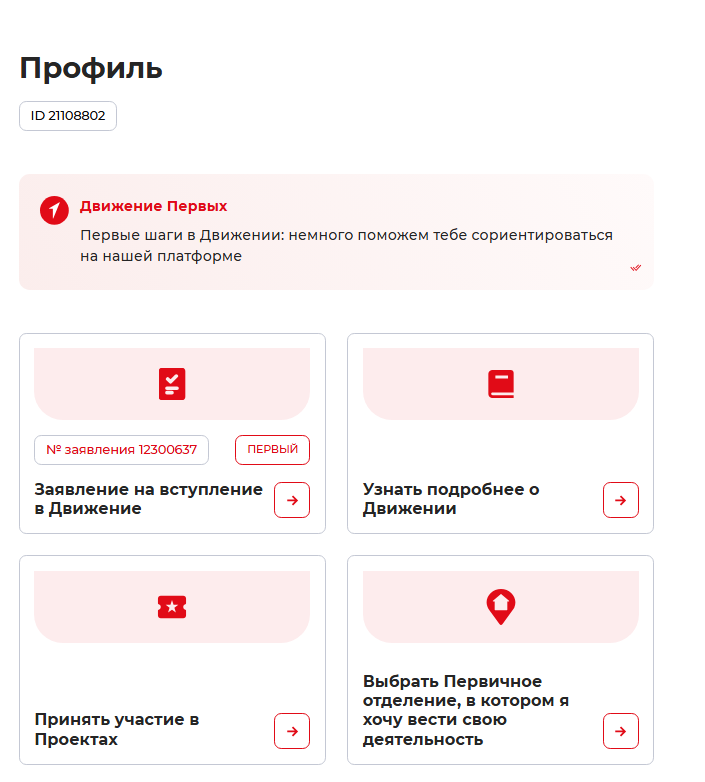 Профиль
ID 21108802
Движение Первых
Первые шаги в Движении: немного поможем тебе сориентироваться
на нашей платформе
№ заявления 12300637
ПЕРВЫЙ
Заявление на вступление
в Движение
Узнать подробнее о
Движении
Принять участие в
Проектах
Выбрать Первичное
отделение, в котором я
хочу вести свою
деятельность